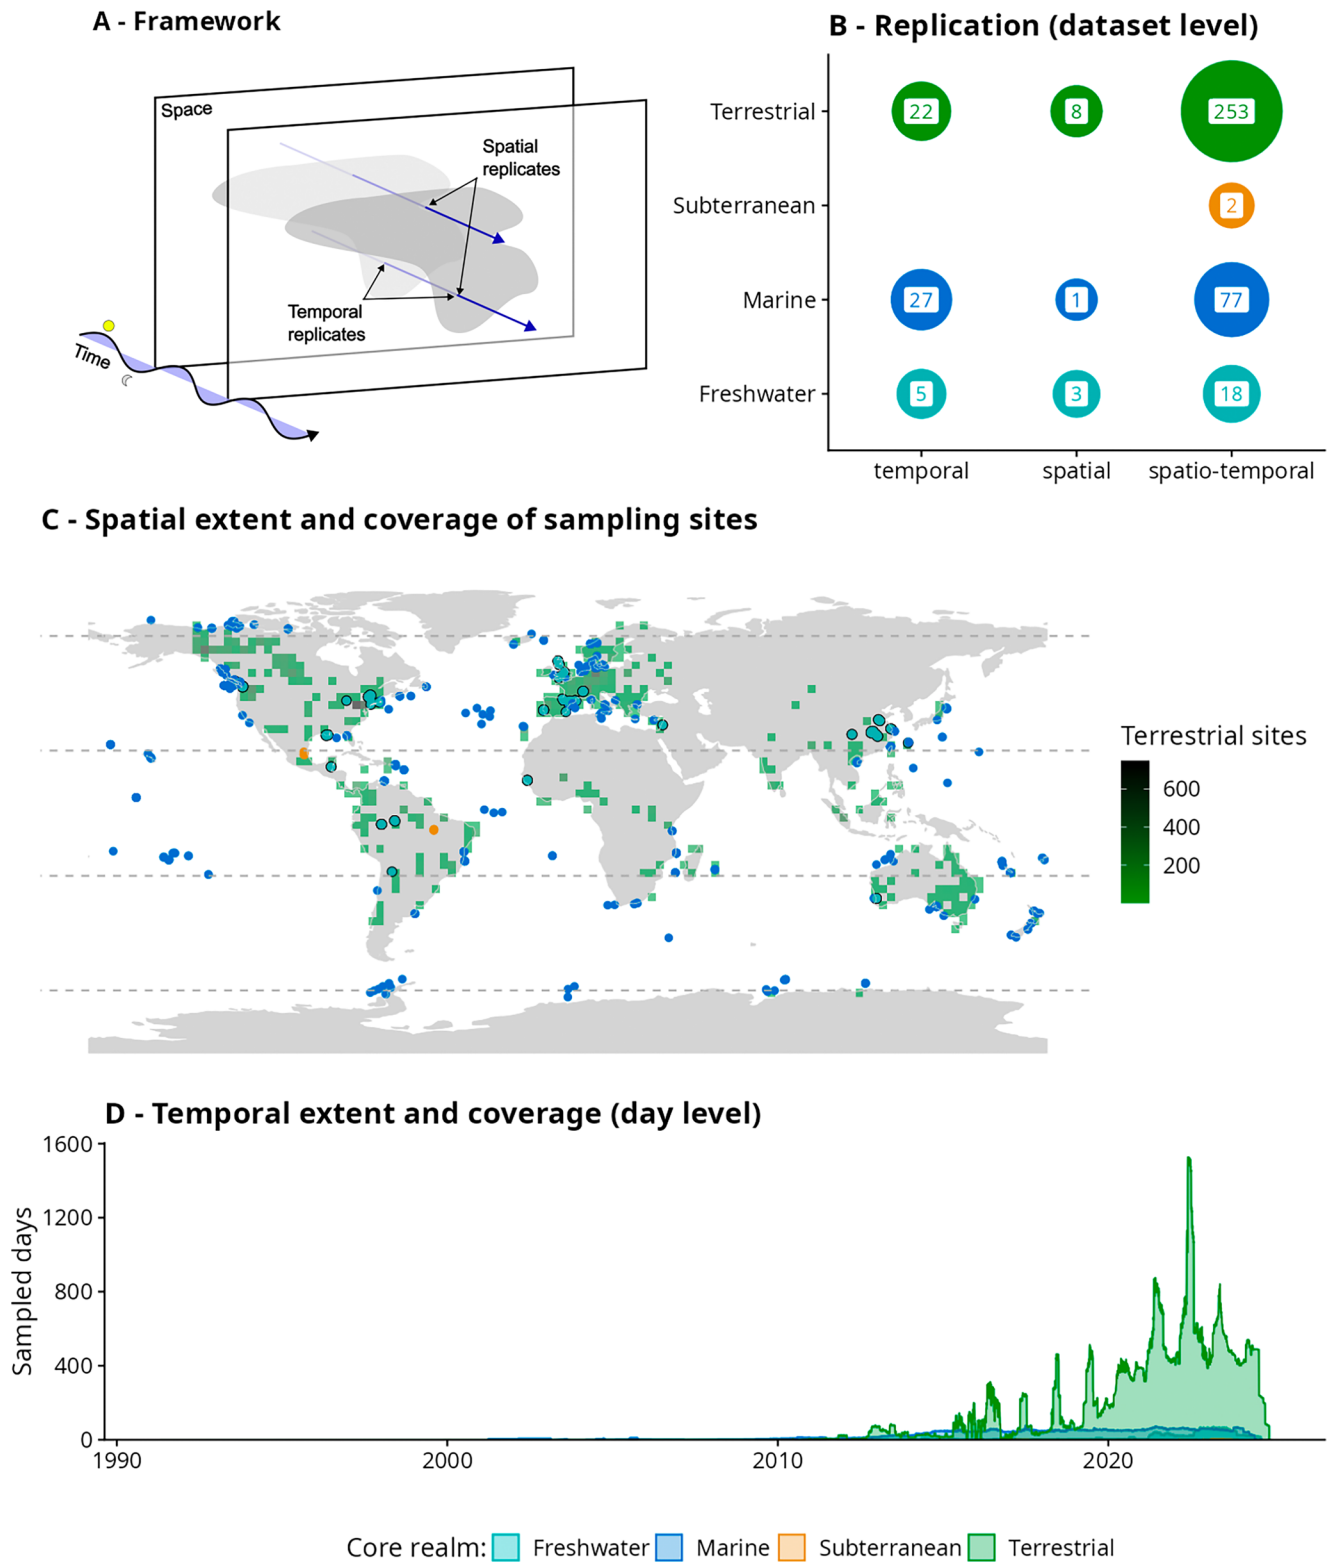 A - Framework
Space
Spatial
replicates
Temporal
replicates
Time
B - Replication (dataset level)
Terrestrial
22
8
253
Subterranean
2
Marine
27
1
77
Freshwater
5
3
18
temporal
spatial
spatio-temporal
C - Spatial extent and coverage of sampling sites
Terrestrial sites
600
400
200
D - Temporal extent and coverage (day level)
Sampled days
1600
1200
800
400
0
1990
2000
2010
2020
Core realm:
Freshwater
Marine
Subterranean
Terrestrial